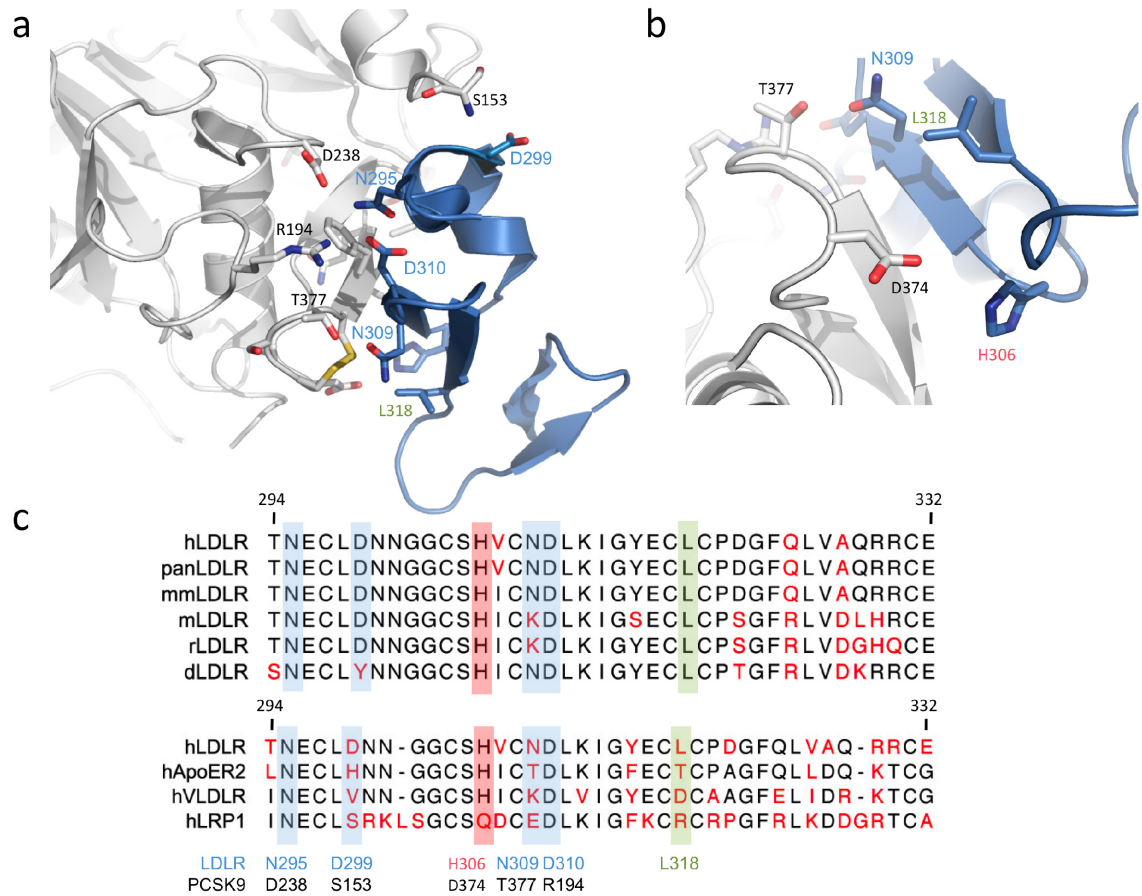 a
S153
D238
D299
N295
R194
D310
T377
N309
L318
b
N309
T377
L318
D374
H306
c
294 332
hLDLR TNECLDNNGGCSHVCNDLKIGYECLCPDGFQLVAQRRCE
panLDLR TNECLDNNGGCSHVCNDLKIGYECLCPDGFQLVAQRRCE
mmLDLR TNECLDNNGGCSHICNDLKIGYECLCPDGFQLVAQRRCE
mLDLR TNECLDNNGGCSHICKDLKIGSECLCPSGFRLVDLHRCE
rLDLR TNECLDNNGGCSHICKDLKIGYECLCPSGFRLVDGHQCE
dLDLR SNECLYNNGGCSHICNDLKIGYECLCPTGFRLVDKRRCE
294 332
hLDLR TNECLDNN-GGCSHVCNDLKIGYECLCPDGFQLVAQ-RRCE
hApoER2 LNECLHNN-GGCSHICTDLKIGFECTCPAGFQLLDQ-KTCG
hVLDLR INECLVNN-GGCSHICKDLVIGYECDCAAGFELIDR-KTCG
hLRP1 INECLSRKLSGCSQDCEDLKIGFKCRCRPGFRLKDDGRTCA
LDLR N295 D299 H306 N309 D310 L318
PCSK9 D238 S153 D374 T377 R194